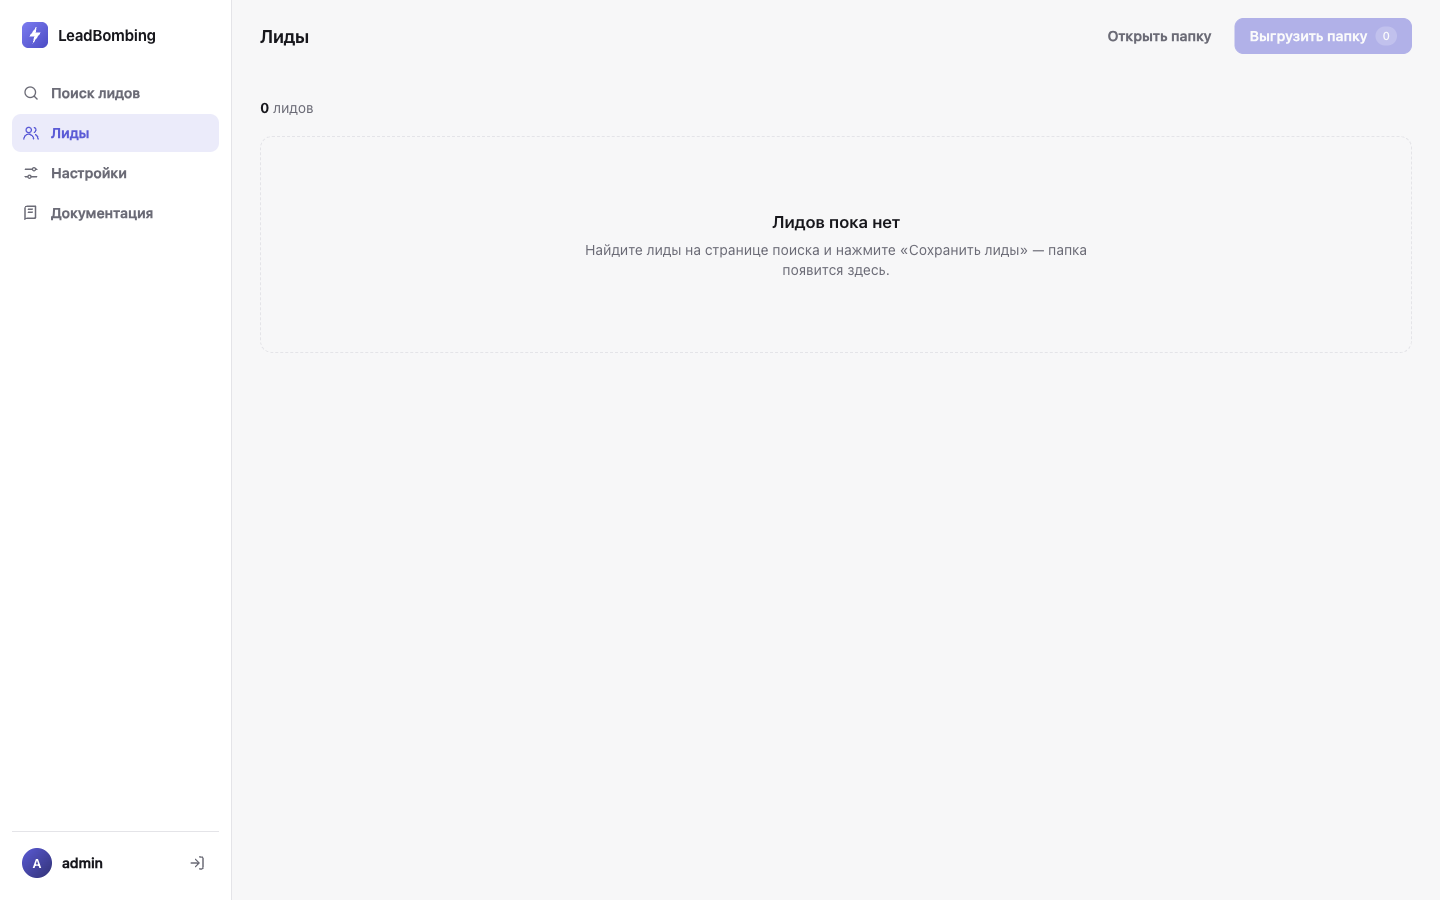 LeadBombing
Поиск лидов
Лиды
Настройки
Документация
A
admin
Лиды
Открыть папку
Выгрузить папку 0
0 лидов
Лидов пока нет
Найдите лиды на странице поиска и нажмите «Сохранить лиды» — папка
появится здесь.